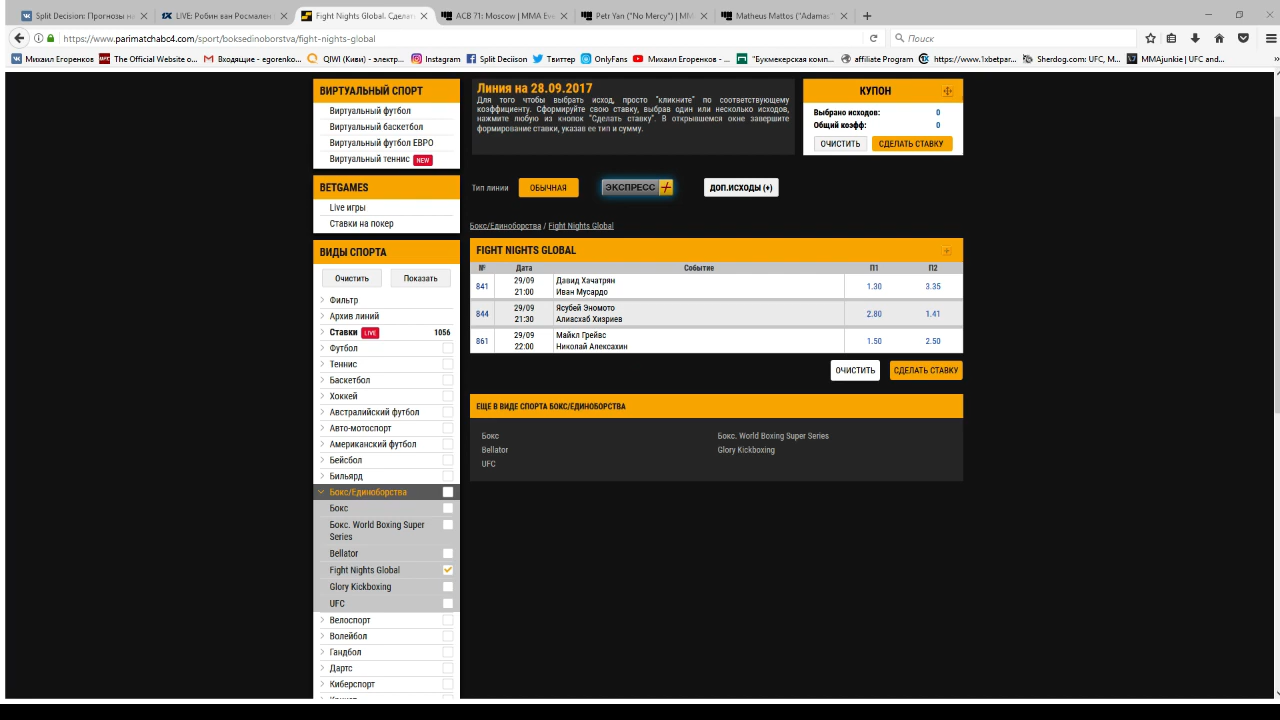 Split Decision: Прогнозы на
LIVE: Робин ван Росмален
Fight Nights Global. Сделать
ACB 71: Moscow | MMA Eve
Petr Yan ("No Mercy") | MM
Matheus Mattos ("Adamas"
https://www.parimatchabc4.com/sport/boksedinoborstva/fight-nights-global
Поиск
Михаил Егоренков
The Official Website o...
Входящие - egorenko...
QIWI (Киви) - электр...
Instagram
Split Deciison
Твиттер
OnlyFans
Михаил Егоренков - ...
"Букмекерская комп...
affiliate Program
https://www.1xbetpar...
Sherdog.com: UFC, M...
MMAjunkie | UFC and...
ВИРТУАЛЬНЫЙ СПОРТ
Виртуальный футбол
Виртуальный баскетбол
Виртуальный футбол ЕВРО
Виртуальный теннис NEW
BETGAMES
Live игры
Ставки на покер
ВИДЫ СПОРТА
Очистить
Показать
Фильтр
Архив линий
Ставки LIVE 1056
Футбол
Теннис
Баскетбол
Хоккей
Австралийский футбол
Авто-мотоспорт
Американский футбол
Бейсбол
Бильярд
Бокс/Единоборства
Бокс
Бокс. World Boxing Super
Series
Bellator
Fight Nights Global
Glory Kickboxing
UFC
Велоспорт
Волейбол
Гандбол
Дартс
Киберспорт
Линия на 28.09.2017
Для того чтобы выбрать исход, просто "кликните" по соответствующему
коэффициенту. Сформируйте свою ставку, выбрав один или несколько исходов,
нажмите любую из кнопок "Сделать ставку". В открывшемся окне завершите
формирование ставки, указав ее тип и сумму.
КУПОН
Выбрано исходов: 0
Общий коэфф: 0
ОЧИСТИТЬ
СДЕЛАТЬ СТАВКУ
Тип линии
ОБЫЧНАЯ
ЭКСПРЕСС +
ДОП.ИСХОДЫ (+)
Бокс/Единоборства / Fight Nights Global
FIGHT NIGHTS GLOBAL
№ Дата Событие П1 П2
841 29/09 21:00 Давид Хачатрян Иван Мусардо 1.30 3.35
844 29/09 21:30 Ясубей Эномото Алиасхаб Хизриев 2.80 1.41
861 29/09 22:00 Майкл Грейвс Николай Алексахин 1.50 2.50
ОЧИСТИТЬ
СДЕЛАТЬ СТАВКУ
ЕЩЕ В ВИДЕ СПОРТА БОКС/ЕДИНОБОРСТВА
Бокс
Бокс. World Boxing Super Series
Bellator
Glory Kickboxing
UFC